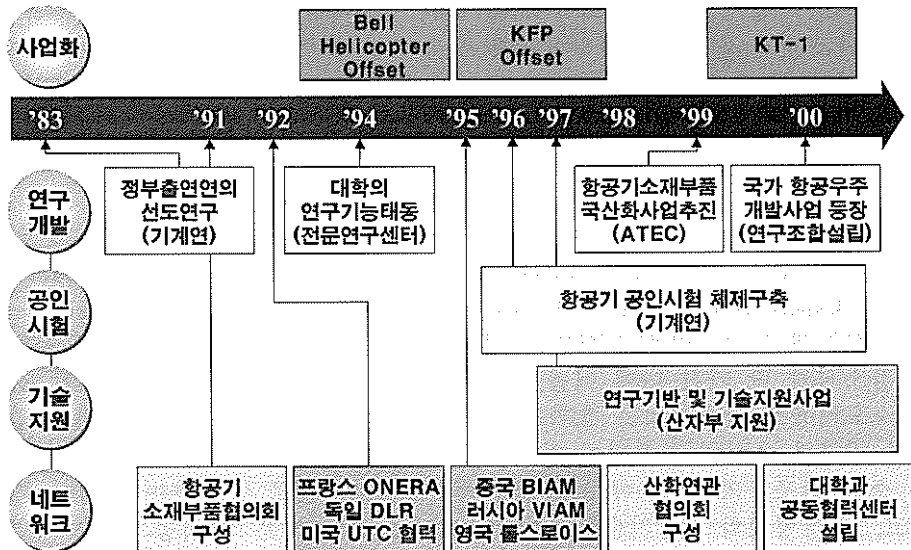 사업화
Bell
Helicopter
Offset
KFP
Offset
KT-1
'83
'91
'92
'94
'95
'96
'97
'98
'99
'00
연구
개발
정부출연연의
선도연구
(기계연)
대학의
연구기능태동
(전문연구센터)
항공기소재부품
국산화사업추진
(ATEC)
국가 항공우주
개발사업 등장
(연구조합설립)
공인
시험
항공기 공인시험 체제구축
(기계연)
기술
지원
연구기반 및 기술지원사업
(산자부 지원)
네트
워크
항공기
소재부품협의회
구성
프랑스 ONERA
독일 DLR
미국 UTC 협력
중국 BIAM
러시아 VIAM
영국 롤스로이스
산학연관
협의회
구성
대학과
공동협력센터
설립